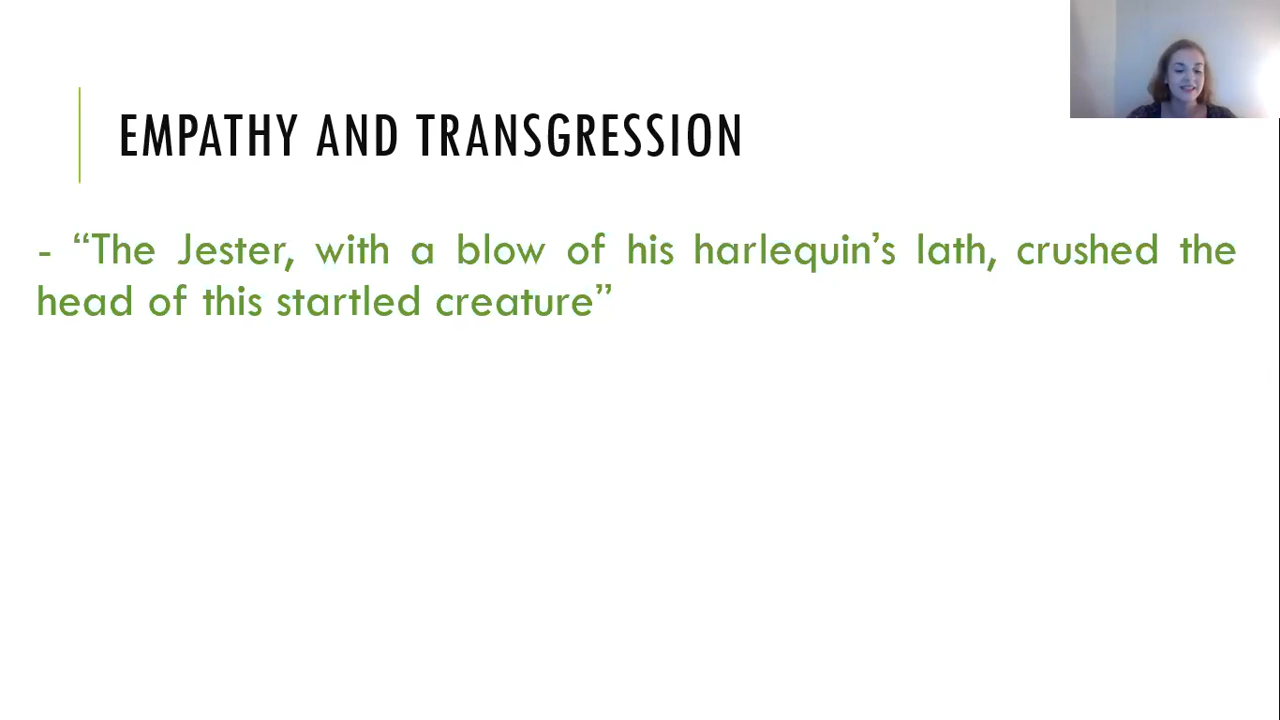 EMPATHY AND TRANSGRESSION
- “The Jester, with a blow of his harlequin’s lath, crushed the
head of this startled creature”